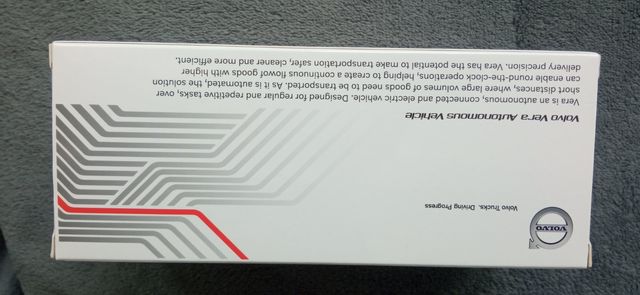 VOLVO
Volvo Trucks. Driving Progress
Volvo Vera Autonomous Vehicle
Vera is an autonomous, connected and electric vehicle. Designed for regular and repetitive tasks, over
short distances, where large volumes of goods need to be transported. As it is automated, the solution
can enable round-the-clock operations, helping to create a continuous flowof goods with higher
delivery precision. Vera has the potential to make transportation safer, cleaner and more efficient.